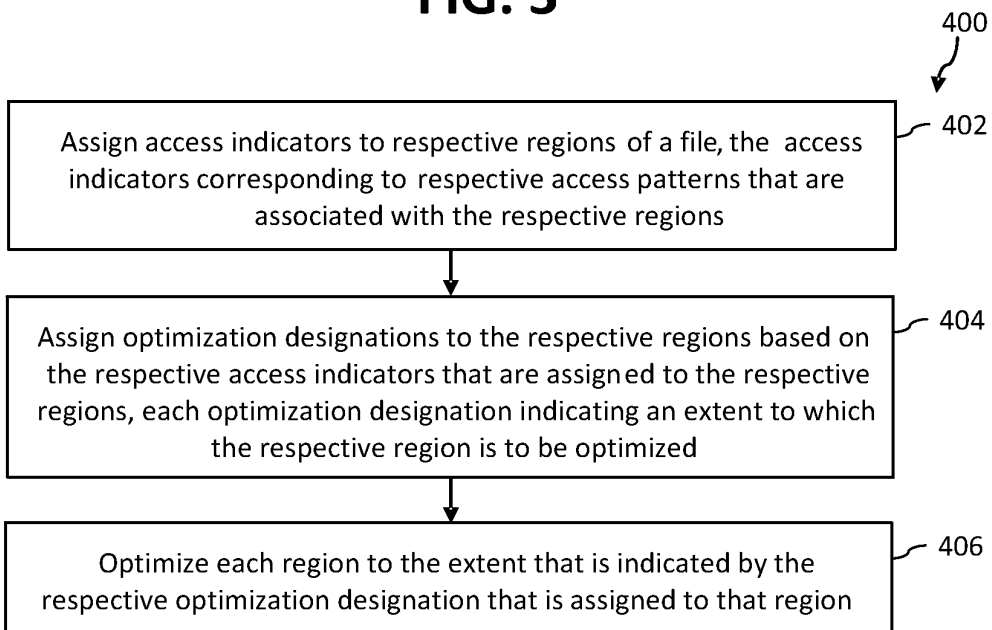 400
402
Assign access indicators to respective regions of a file, the access
indicators corresponding to respective access patterns that are
associated with the respective regions
404
Assign optimization designations to the respective regions based on
the respective access indicators that are assigned to the respective
regions, each optimization designation indicating an extent to which
the respective region is to be optimized
406
Optimize each region to the extent that is indicated by the
respective optimization designation that is assigned to that region